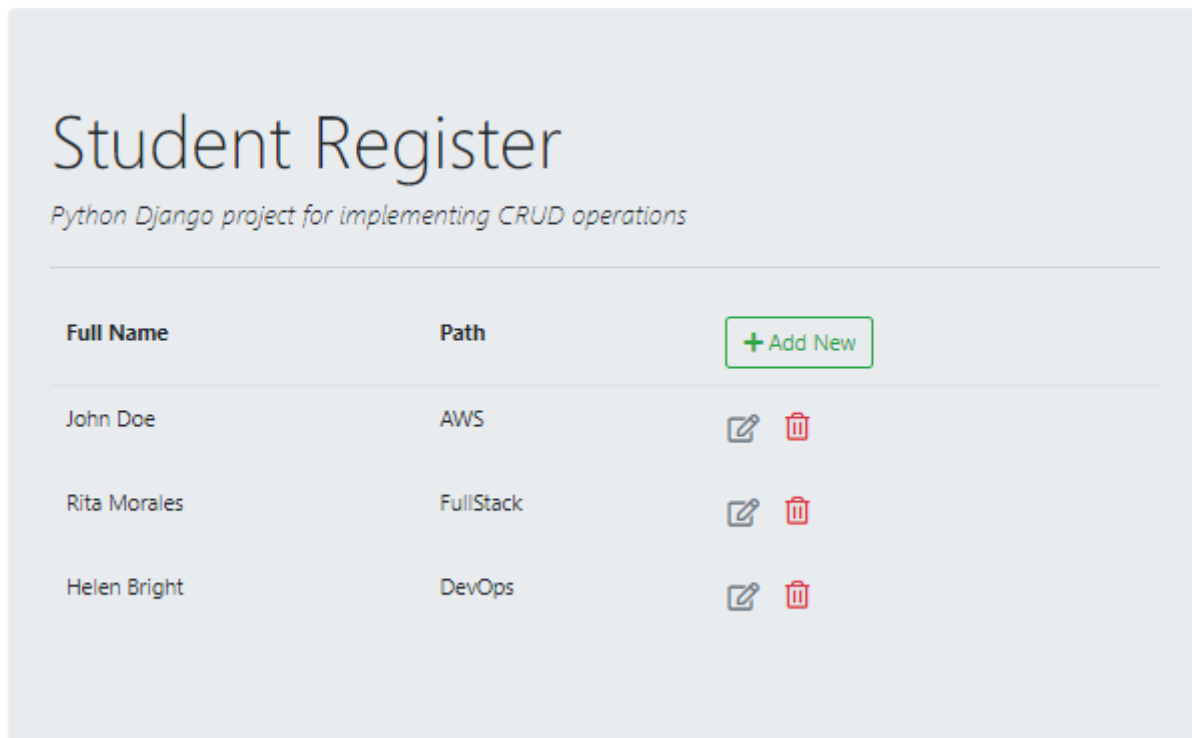 Student Register
Python Django project for implementing CRUD operations
Full Name Path + Add New
John Doe AWS
Rita Morales FullStack
Helen Bright DevOps